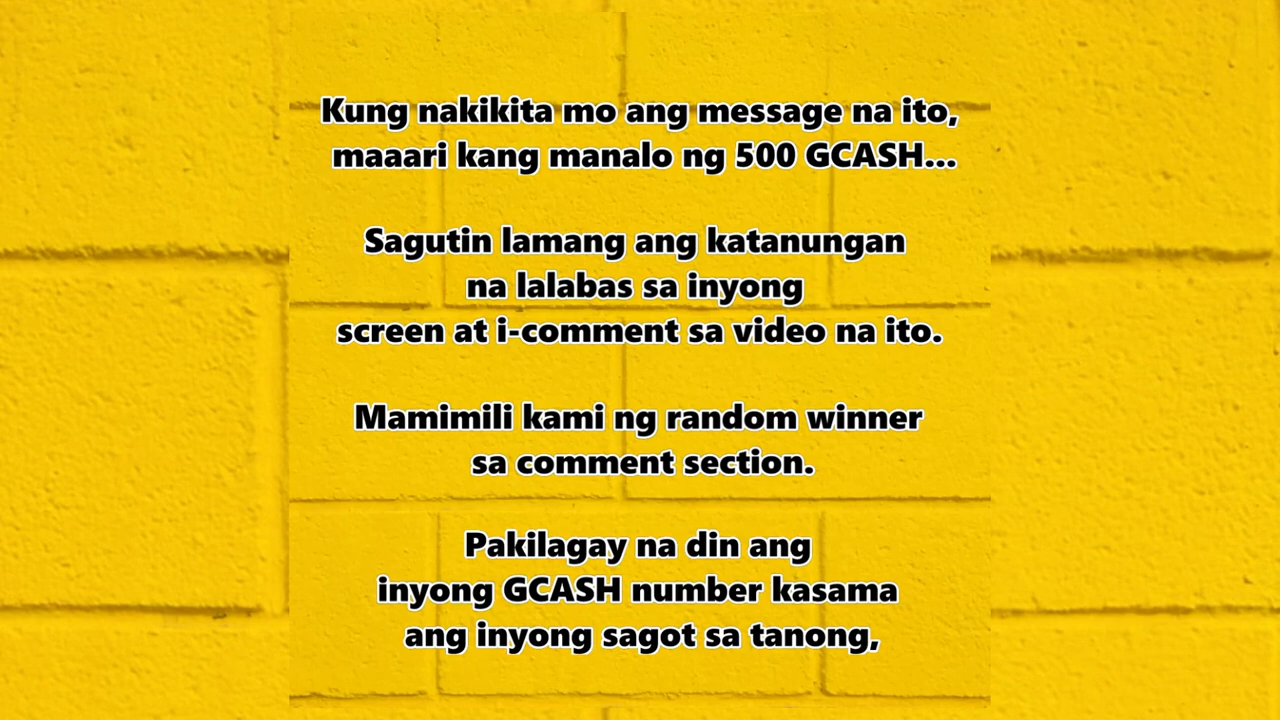 Kung nakikita mo ang message na ito,
maaari kang manalo ng 500 GCASH...
Sagutin lamang ang katanungan
na lalabas sa inyong
screen at i-comment sa video na ito.
Mamimili kami ng random winner
sa comment section.
Pakilagay na din ang
inyong GCASH number kasama
ang inyong sagot sa tanong,